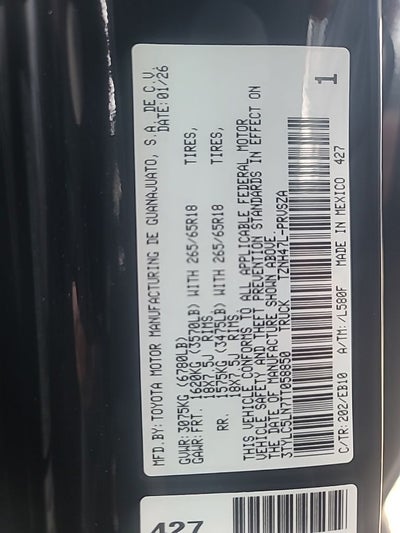 MFD.BY: TOYOTA MOTOR MANUFACTURING DE GUANAJUATO, S.A. DE C.V.
DATE: 01/26
GVWR: 3075KG (6780LB)
GAWR: FRT. 1620KG (3570LB) WITH 265/65R18 TIRES,
18X7.5J RIMS
RR. 1575KG (3475LB) WITH 265/65R18 TIRES,
18X7.5J RIMS.
THIS VEHICLE CONFORMS TO ALL APPLICABLE FEDERAL MOTOR
VEHICLE SAFETY AND THEFT PREVENTION STANDARDS IN EFFECT ON
THE DATE OF MANUFACTURE SHOWN ABOVE.
3TYLC5LN7TT058850 TRUCK TZNH47L-PRVSZA
1
C/TR: 202/EB10 A/TM: /L580F MADE IN MEXICO 427
427